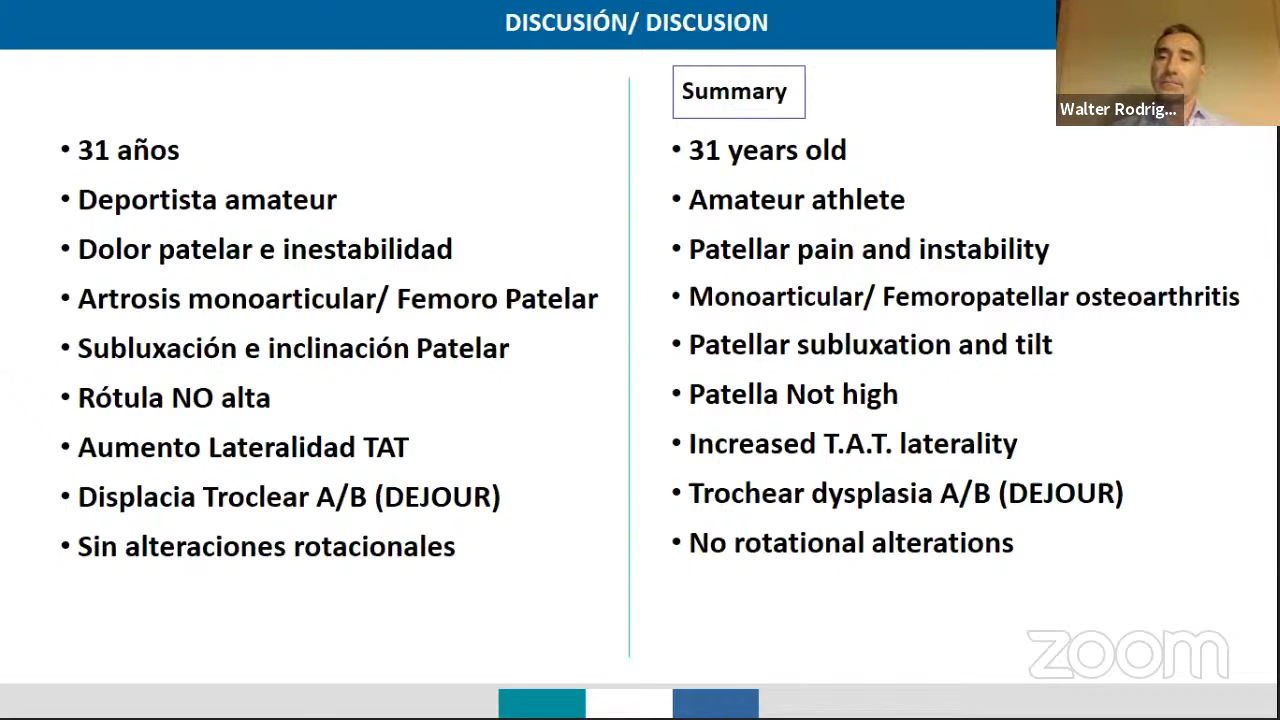 DISCUSIÓN/ DISCUSION
Walter Rodrig...
• 31 años
• Deportista amateur
• Dolor patelar e inestabilidad
• Artrosis monoarticular/ Femoro Patelar
• Subluxación e inclinación Patelar
• Rótula NO alta
• Aumento Lateralidad TAT
• Displacia Troclear A/B (DEJOUR)
• Sin alteraciones rotacionales
Summary
• 31 years old
• Amateur athlete
• Patellar pain and instability
• Monoarticular/ Femoropatellar osteoarthritis
• Patellar subluxation and tilt
• Patella Not high
• Increased T.A.T. laterality
• Trochear dysplasia A/B (DEJOUR)
• No rotational alterations
zoom